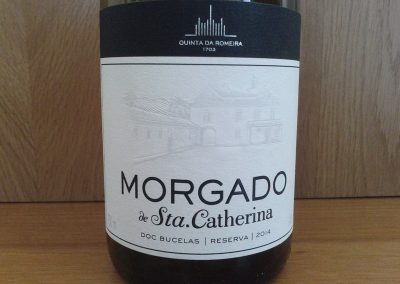 QUINTA DA ROMEIRA
1703
MORGADO
de Sta.Catherina
DOC BUCELAS | RESERVA | 2014